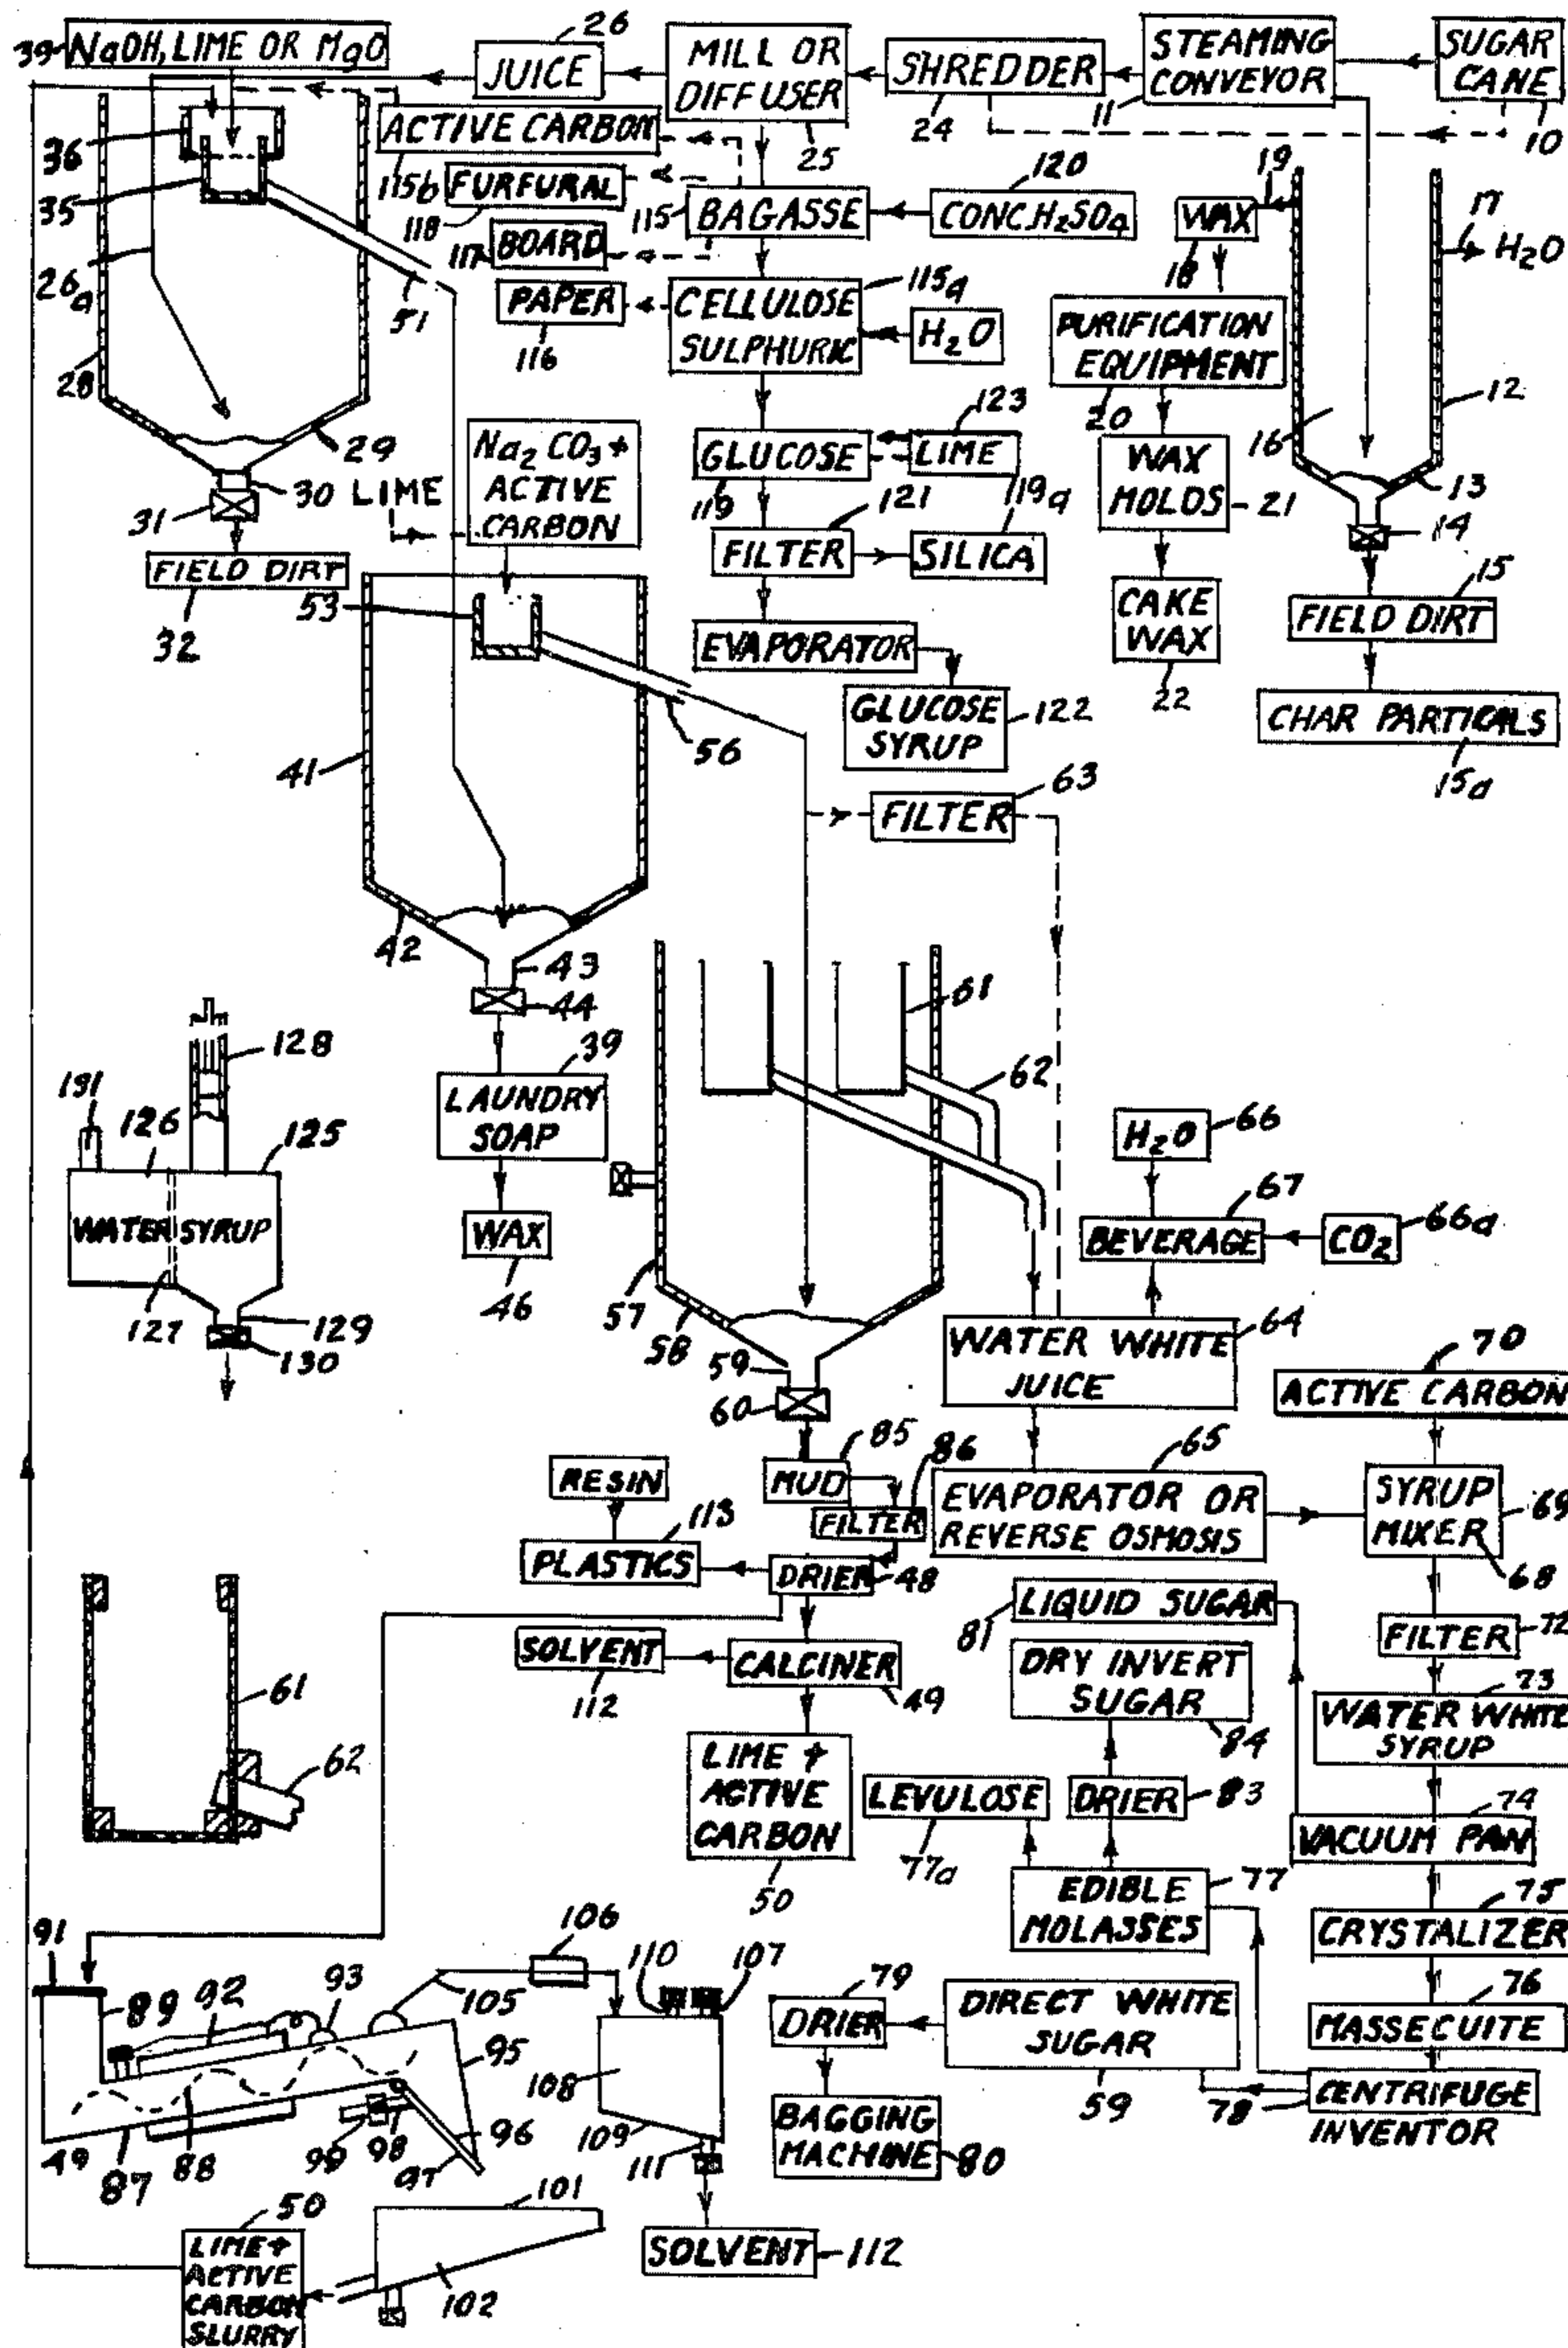 39 NaOH, LIME OR MgO
26
JUICE
MILL OR
DIFFUSER
25
SHREDDER
24
STEAMING
CONVEYOR
11
SUGAR
CANE
10
36
35
26a
28
29
30
31
51
FIELD DIRT
32
ACTIVE CARBON
115b
FURFURAL
118
BOARD
117
PAPER
116
115
BAGASSE
120
CONC. H2SO4
CELLULOSE
SULPHURIC
115a
H2O
GLUCOSE
119
LIME
123
121
FILTER
119a
SILICA
EVAPORATOR
GLUCOSE
SYRUP
122
19
WAX
18
PURIFICATION
EQUIPMENT
20
WAX
MOLDS
21
CAKE
WAX
22
17
H2O
12
16
13
14
15
FIELD DIRT
CHAR PARTICALS
15a
LIME
Na2CO3 +
ACTIVE
CARBON
53
41
42
43
44
56
63
FILTER
39
LAUNDRY
SOAP
WAX
46
128
131
126
125
WATER
SYRUP
127
129
130
61
62
57
58
59
60
H2O
66
67
BEVERAGE
CO2
66a
WATER WHITE
JUICE
64
65
EVAPORATOR OR
REVERSE OSMOSIS
70
ACTIVE CARBON
SYRUP
MIXER
69
68
FILTER
72
73
WATER WHITE
SYRUP
74
VACUUM PAN
75
CRYSTALIZER
76
MASSECUITE
CENTRIFUGE
78
INVENTOR
85
MUD
86
FILTER
RESIN
113
PLASTICS
DRIER
48
SOLVENT
112
CALCINER
49
LIME +
ACTIVE
CARBON
50
81
LIQUID SUGAR
DRY INVERT
SUGAR
84
LEVULOSE
77a
DRIER
83
EDIBLE
MOLASSES
77
79
DRIER
DIRECT WHITE
SUGAR
59
BAGGING
MACHINE
80
61
62
91
89
92
93
105
106
110
107
95
108
109
111
49
87
88
99
98
97
96
SOLVENT
112
101
102
50
LIME +
ACTIVE
CARBON
SLURRY